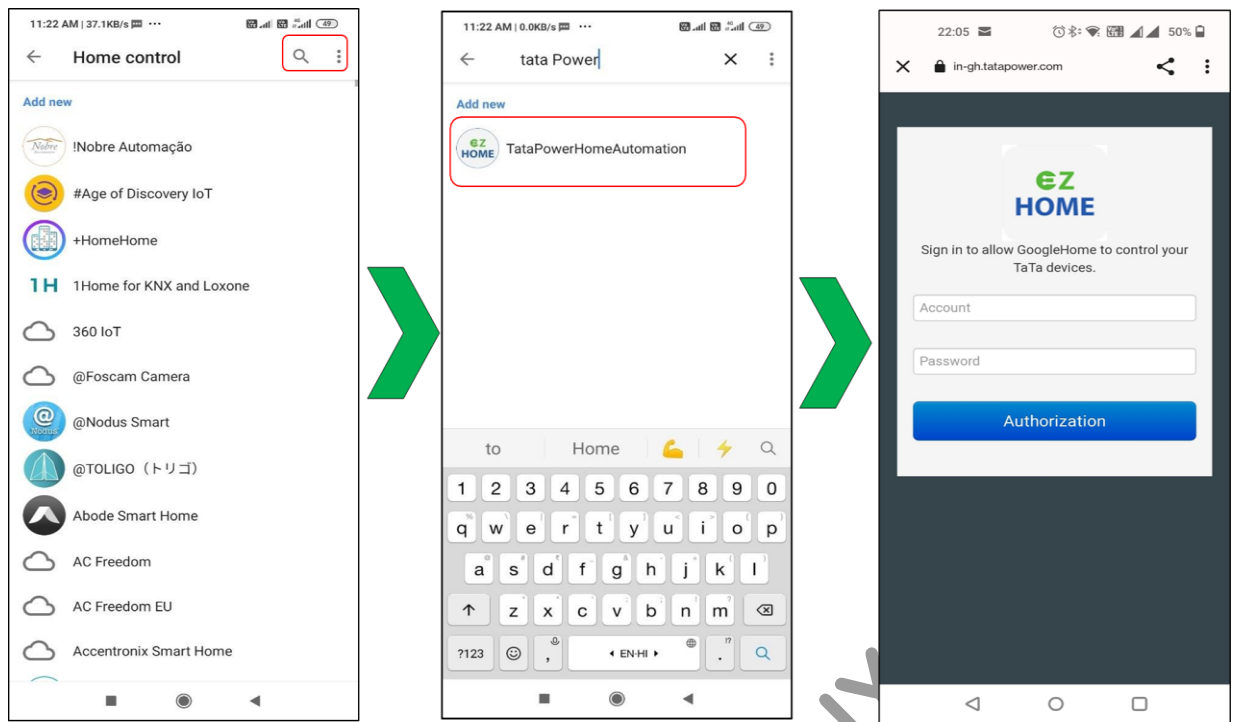 11:22 AM | 37.1KB/s ··· 4G 49
Home control
Add new
Nobre !Nobre Automação
#Age of Discovery IoT
+HomeHome
1H 1Home for KNX and Loxone
360 IoT
@Foscam Camera
@ Nodus @Nodus Smart
@TOLIGO（トリゴ）
Abode Smart Home
AC Freedom
AC Freedom EU
Accentronix Smart Home
11:22 AM | 0.0KB/s ··· 4G 49
tata Power
Add new
EZ HOME TataPowerHomeAutomation
to Home
1 2 3 4 5 6 7 8 9 0
q w e r t y u i o p
a s d f g h j k l
z x c v b n m
?123 , EN·HI !? .
22:05 50%
in-gh.tatapower.com
EZ
HOME
Sign in to allow GoogleHome to control your
TaTa devices.
Account
Password
Authorization